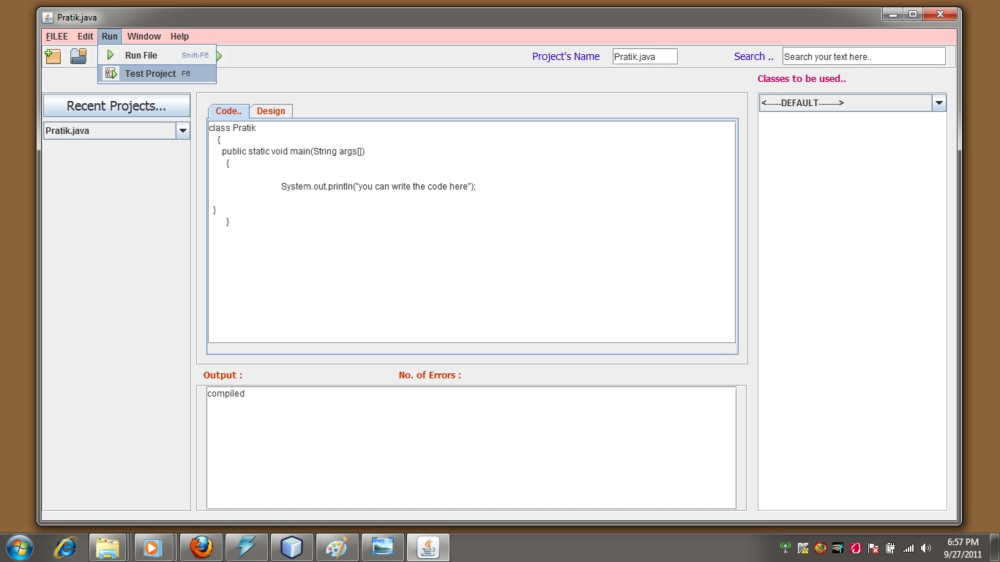 Pratik.java
FILEE Edit Run Window Help
Run File Shift-F6
Test Project F6
Project's Name Pratik.java Search .. Search your text here..
Classes to be used..
<-----DEFAULT------->
Recent Projects...
Pratik.java
Code.. Design
class Pratik
{
public static void main(String args[])
{
System.out.println("you can write the code here");
}
}
Output : No. of Errors :
compiled
6:57 PM
9/27/2011